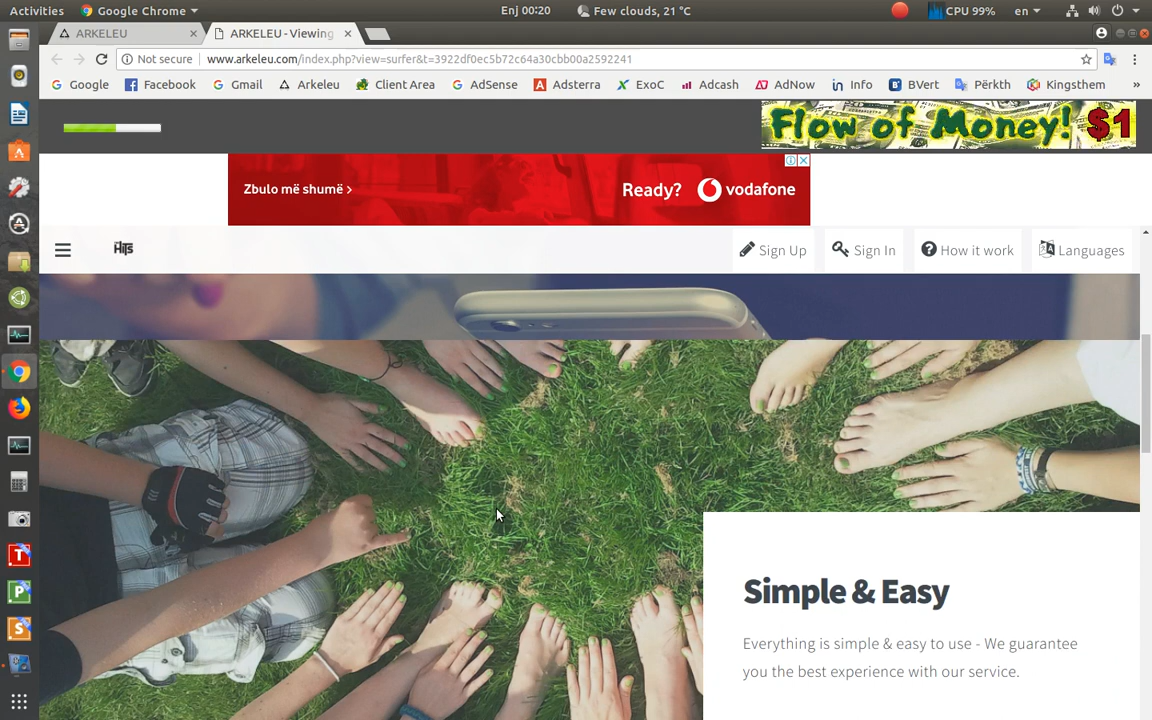 Activities
Google Chrome
Enj 00:20
Few clouds, 21 °C
CPU 99%
en
ARKELEU
ARKELEU - Viewing
Not secure
www.arkeleu.com/index.php?view=surfer&t=3922df0ec5b72c64a30cbb00a2592241
Google
Facebook
Gmail
Arkeleu
Client Area
AdSense
Adsterra
ExoC
Adcash
AdNow
Info
BVert
Përkth
Kingsthem
»
Flow of Money! $1
Zbulo më shumë >
Ready?
vodafone
Hits
Sign Up
Sign In
How it work
Languages
Simple & Easy
Everything is simple & easy to use - We guarantee
you the best experience with our service.